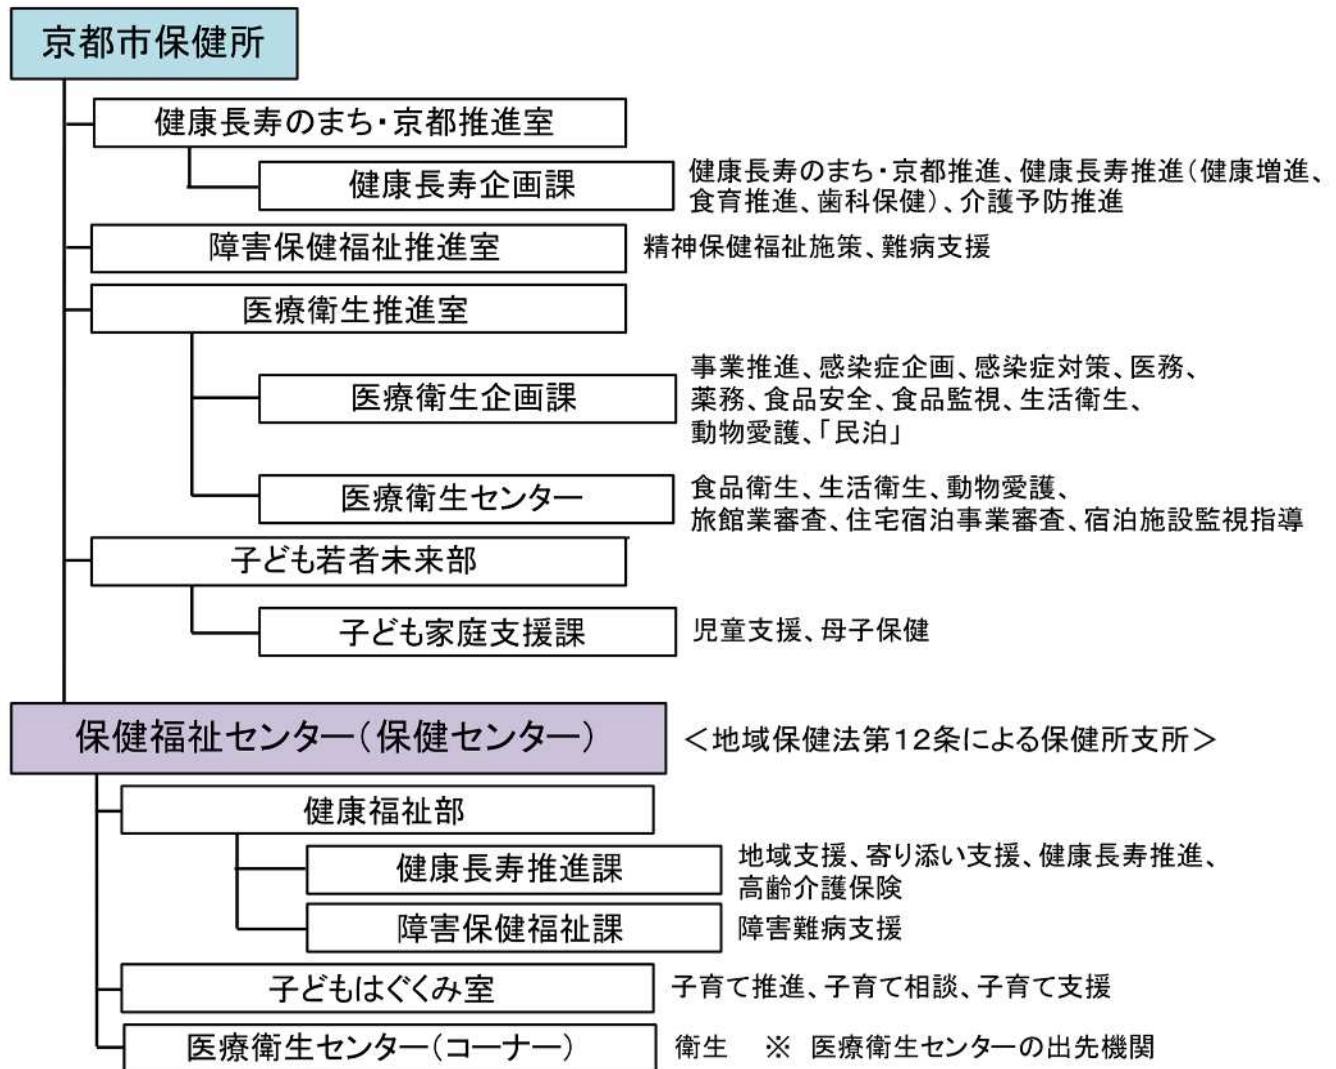 京都市保健所
健康長寿のまち・京都推進室
健康長寿企画課
健康長寿のまち・京都推進、健康長寿推進(健康増進、
食育推進、歯科保健)、介護予防推進
障害保健福祉推進室
精神保健福祉施策、難病支援
医療衛生推進室
医療衛生企画課
事業推進、感染症企画、感染症対策、医務、
薬務、食品安全、食品監視、生活衛生、
動物愛護、「民泊」
医療衛生センター
食品衛生、生活衛生、動物愛護、
旅館業審査、住宅宿泊事業審査、宿泊施設監視指導
子ども若者未来部
子ども家庭支援課
児童支援、母子保健
保健福祉センター(保健センター)
<地域保健法第12条による保健所支所>
健康福祉部
健康長寿推進課
地域支援、寄り添い支援、健康長寿推進、
高齢介護保険
障害保健福祉課
障害難病支援
子どもはぐくみ室
子育て推進、子育て相談、子育て支援
医療衛生センター(コーナー)
衛生 ※ 医療衛生センターの出先機関